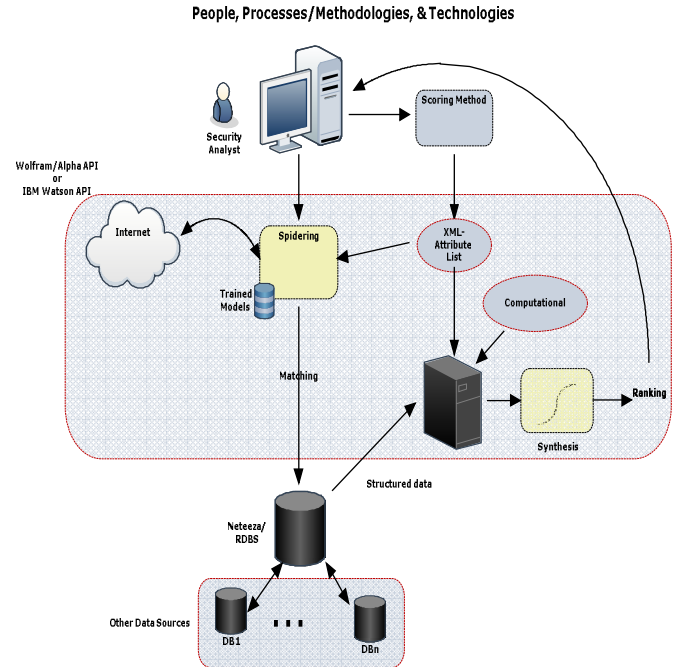 People, Processes/Methodologies, & Technologies
Scoring Method
Security
Analyst
Wolfram/Alpha API
or
IBM Watson API
Internet
Spidering
XML-
Attribute
List
Trained
Models
Computational
Matching
Ranking
Synthesis
Structured data
Neteeza/
RDBS
Other Data Sources
DB1
DBn